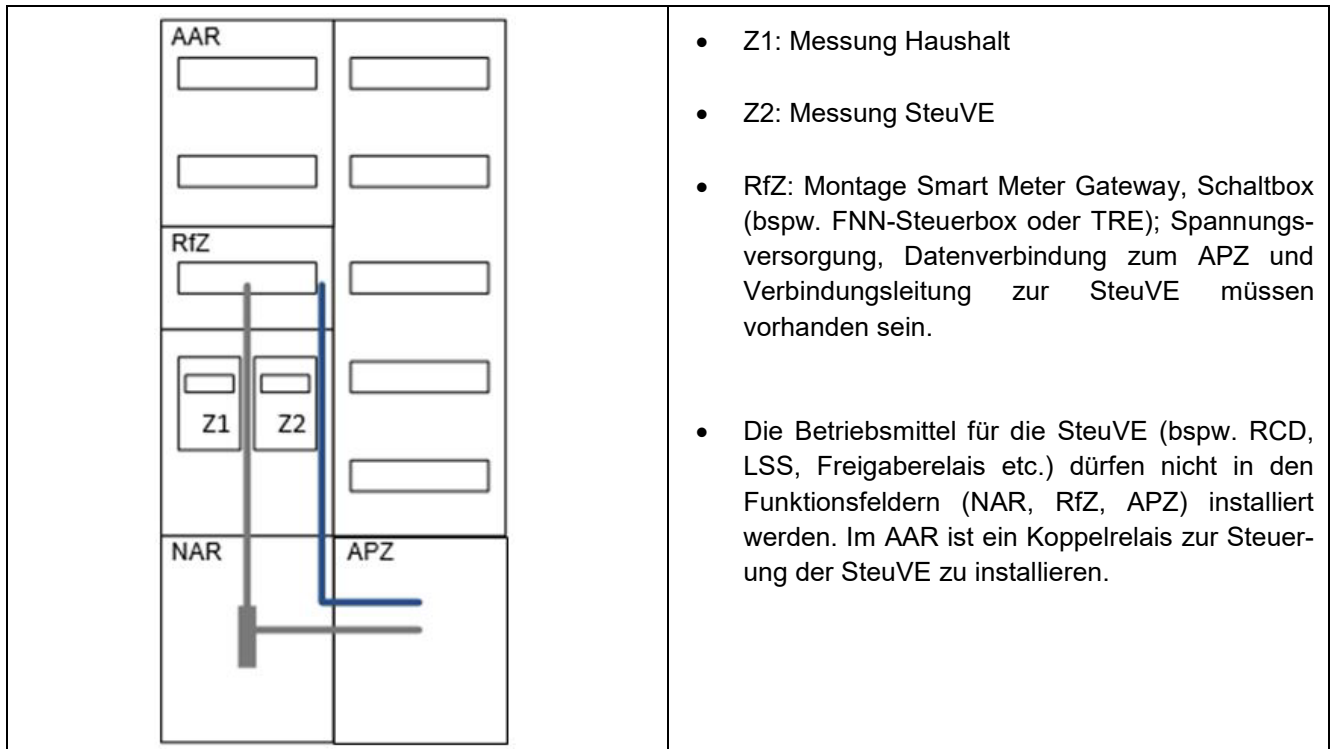 AAR
RfZ
Z1
Z2
NAR
APZ
• Z1: Messung Haushalt
• Z2: Messung SteuVE
• RfZ: Montage Smart Meter Gateway, Schaltbox
(bspw. FNN-Steuerbox oder TRE); Spannungs-
versorgung, Datenverbindung zum APZ und
Verbindungsleitung zur SteuVE müssen
vorhanden sein.
• Die Betriebsmittel für die SteuVE (bspw. RCD,
LSS, Freigaberelais etc.) dürfen nicht in den
Funktionsfeldern (NAR, RfZ, APZ) installiert
werden. Im AAR ist ein Koppelrelais zur Steuer-
ung der SteuVE zu installieren.